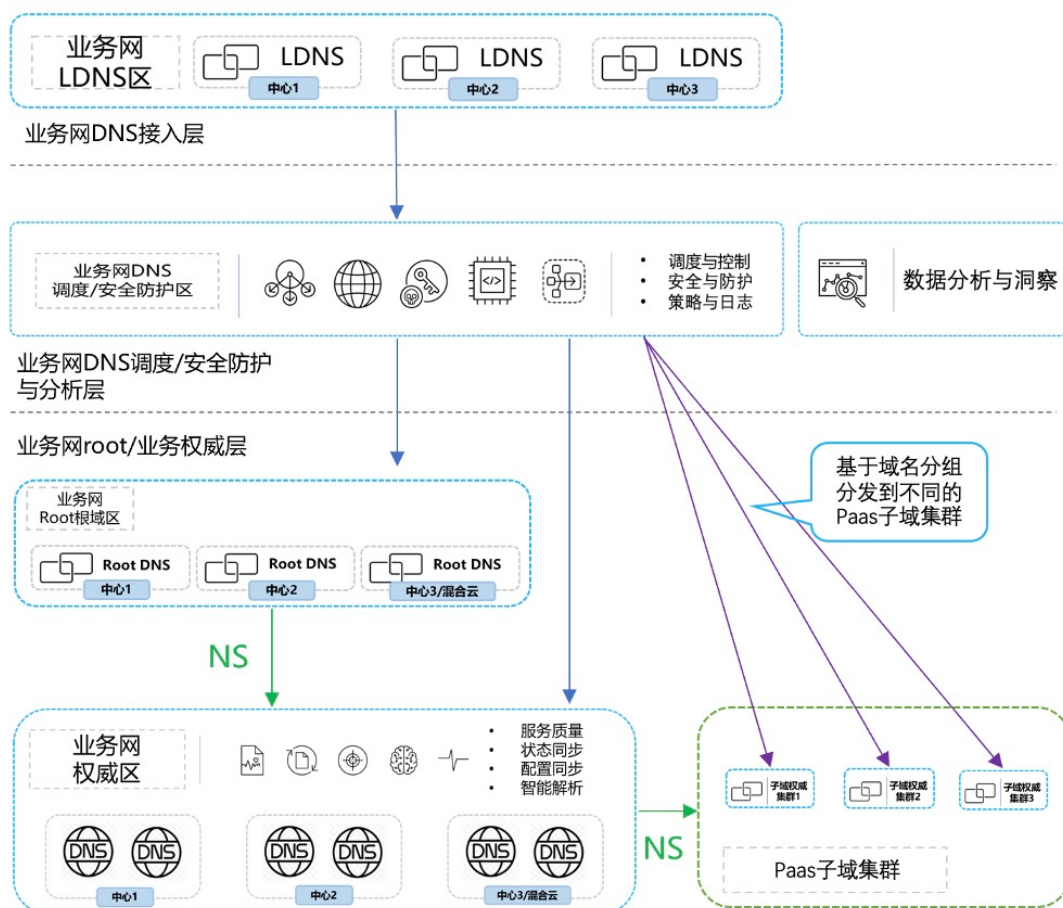 业务网
LDNS区
LDNS
中心1
LDNS
中心2
LDNS
中心3
业务网DNS接入层
业务网DNS
调度/安全防护区
• 调度与控制
• 安全与防护
• 策略与日志
数据分析与洞察
业务网DNS调度/安全防护
与分析层
业务网root/业务权威层
基于域名分组
分发到不同的
Paas子域集群
业务网
Root根域区
Root DNS
中心1
Root DNS
中心2
Root DNS
中心3/混合云
NS
业务网
权威区
• 服务质量
• 状态同步
• 配置同步
• 智能解析
DNS
DNS
中心1
DNS
DNS
中心2
DNS
DNS
中心3/混合云
NS
子域权威
集群1
子域权威
集群2
子域权威
集群3
Paas子域集群